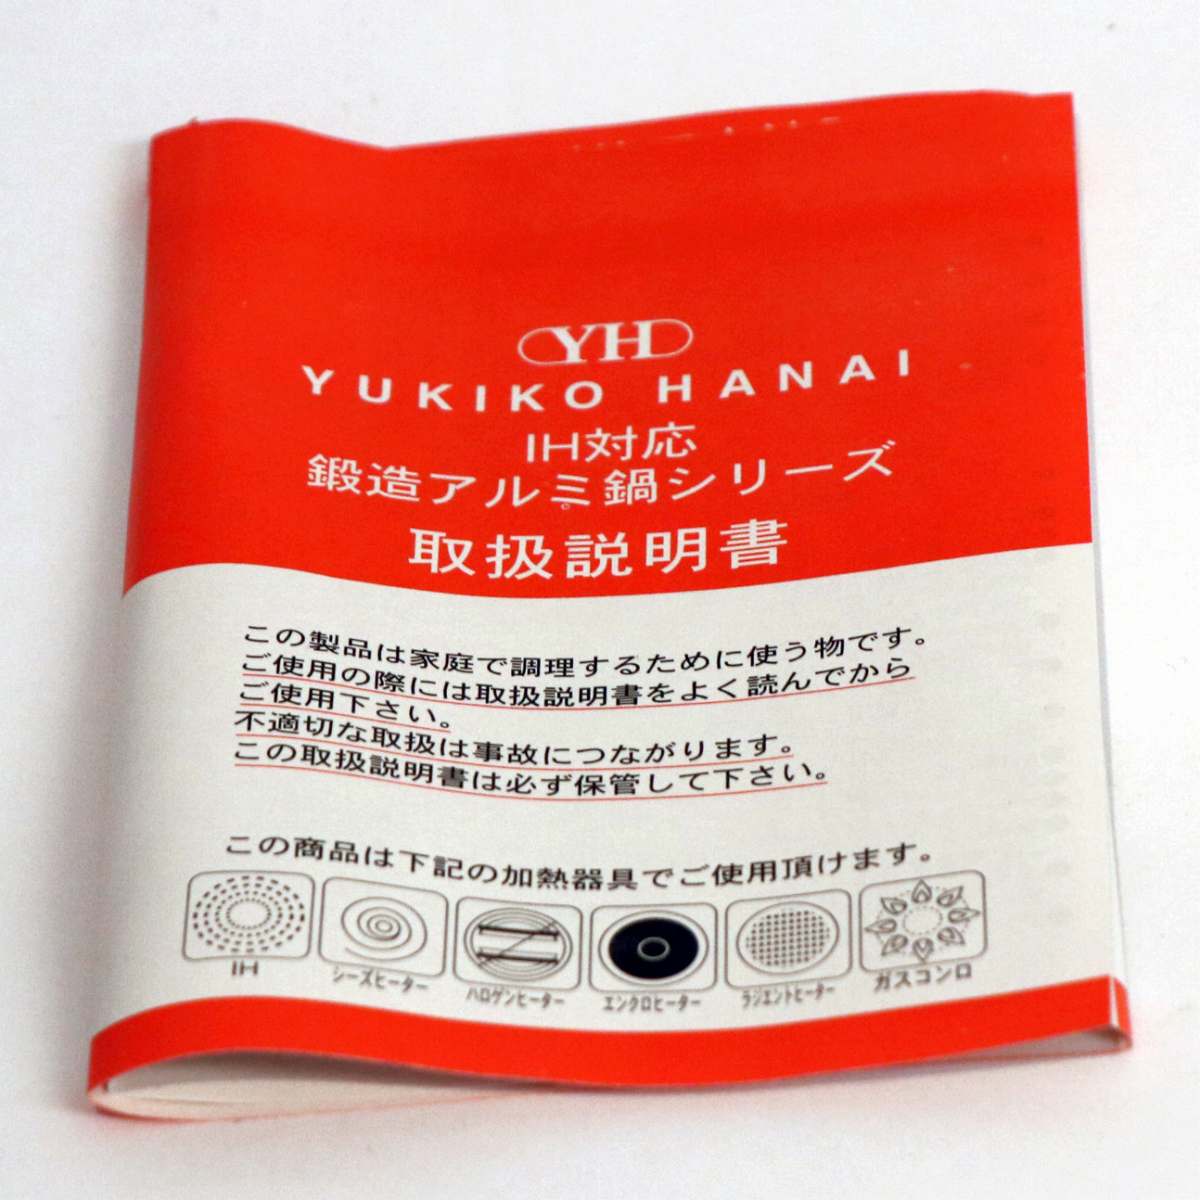 YH
YUKIKO HANAI
IH対応
鍛造アルミ鍋シリーズ
取扱説明書
この製品は家庭で調理するために使う物です。
ご使用の際には取扱説明書をよく読んでから
ご使用下さい。
不適切な取扱は事故につながります。
この取扱説明書は必ず保管して下さい。
この商品は下記の加熱器具でご使用頂けます。
IH
シーズヒーター
ハロゲンヒーター
エンクロヒーター
ラジエントヒーター
ガスコンロ